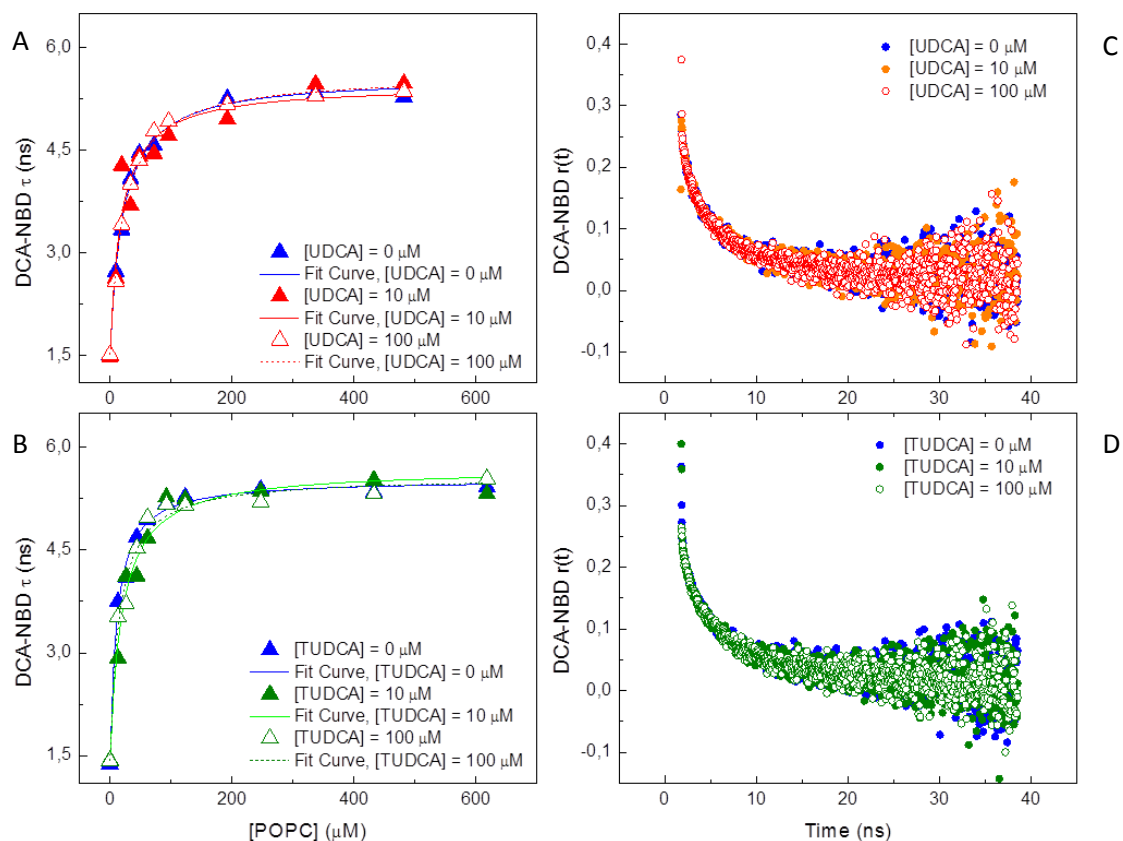 A
DCA-NBD τ (ns)
6,0
4,5
3,0
1,5
▲ [UDCA] = 0 μM
Fit Curve, [UDCA] = 0 μM
▲ [UDCA] = 10 μM
Fit Curve, [UDCA] = 10 μM
△ [UDCA] = 100 μM
Fit Curve, [UDCA] = 100 μM
0 200 400 600
C
DCA-NBD r(t)
0,4
0,3
0,2
0,1
0,0
-0,1
● [UDCA] = 0 μM
● [UDCA] = 10 μM
○ [UDCA] = 100 μM
0 10 20 30 40
B
DCA-NBD τ (ns)
6,0
4,5
3,0
1,5
▲ [TUDCA] = 0 μM
Fit Curve, [TUDCA] = 0 μM
▲ [TUDCA] = 10 μM
Fit Curve, [TUDCA] = 10 μM
△ [TUDCA] = 100 μM
Fit Curve, [TUDCA] = 100 μM
0 200 400 600
[POPC] (μM)
D
DCA-NBD r(t)
0,4
0,3
0,2
0,1
0,0
-0,1
● [TUDCA] = 0 μM
● [TUDCA] = 10 μM
○ [TUDCA] = 100 μM
0 10 20 30 40
Time (ns)